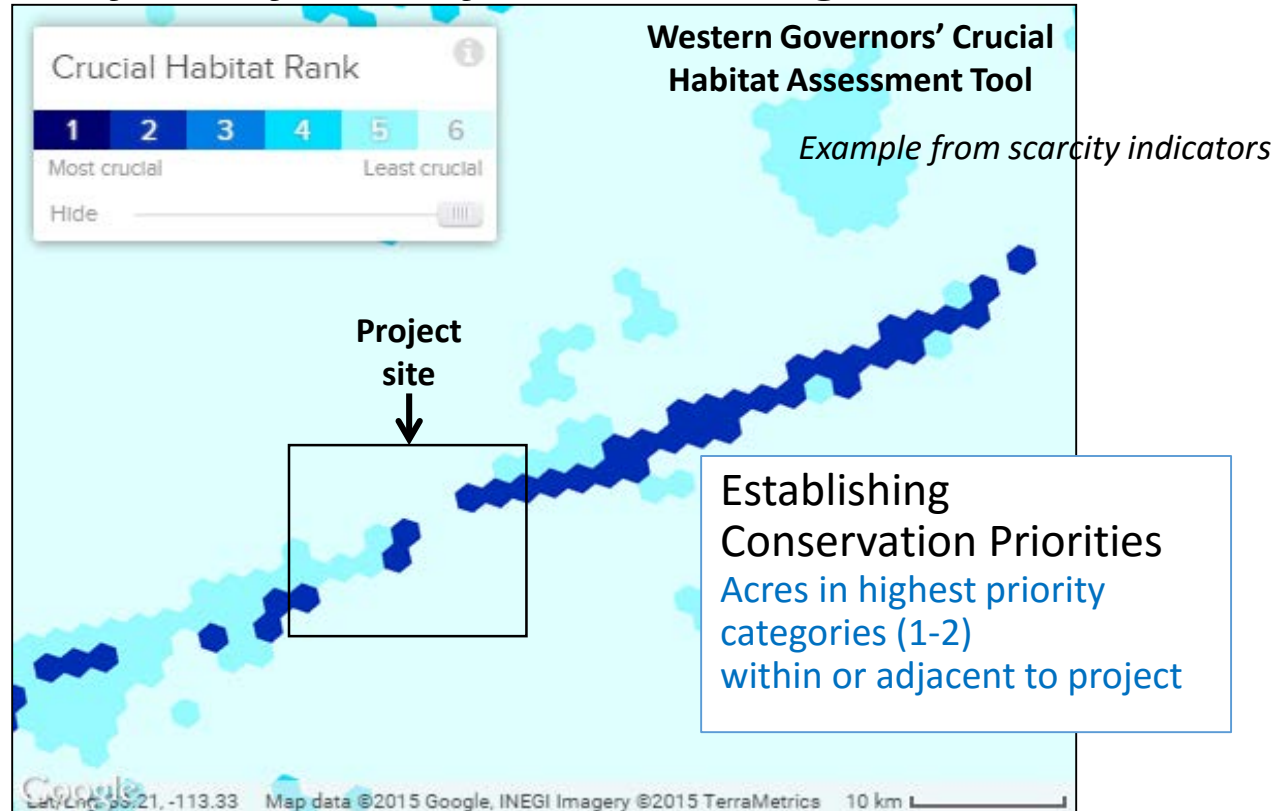 Crucial Habitat Rank
1 2 3 4 5 6
Most crucial Least crucial
Hide
Western Governors’ Crucial
Habitat Assessment Tool
Example from scarcity indicators
Project
site
Establishing
Conservation Priorities
Acres in highest priority
categories (1-2)
within or adjacent to project
Google
-113.33 Map data ©2015 Google, INEGI Imagery ©2015 TerraMetrics 10 km